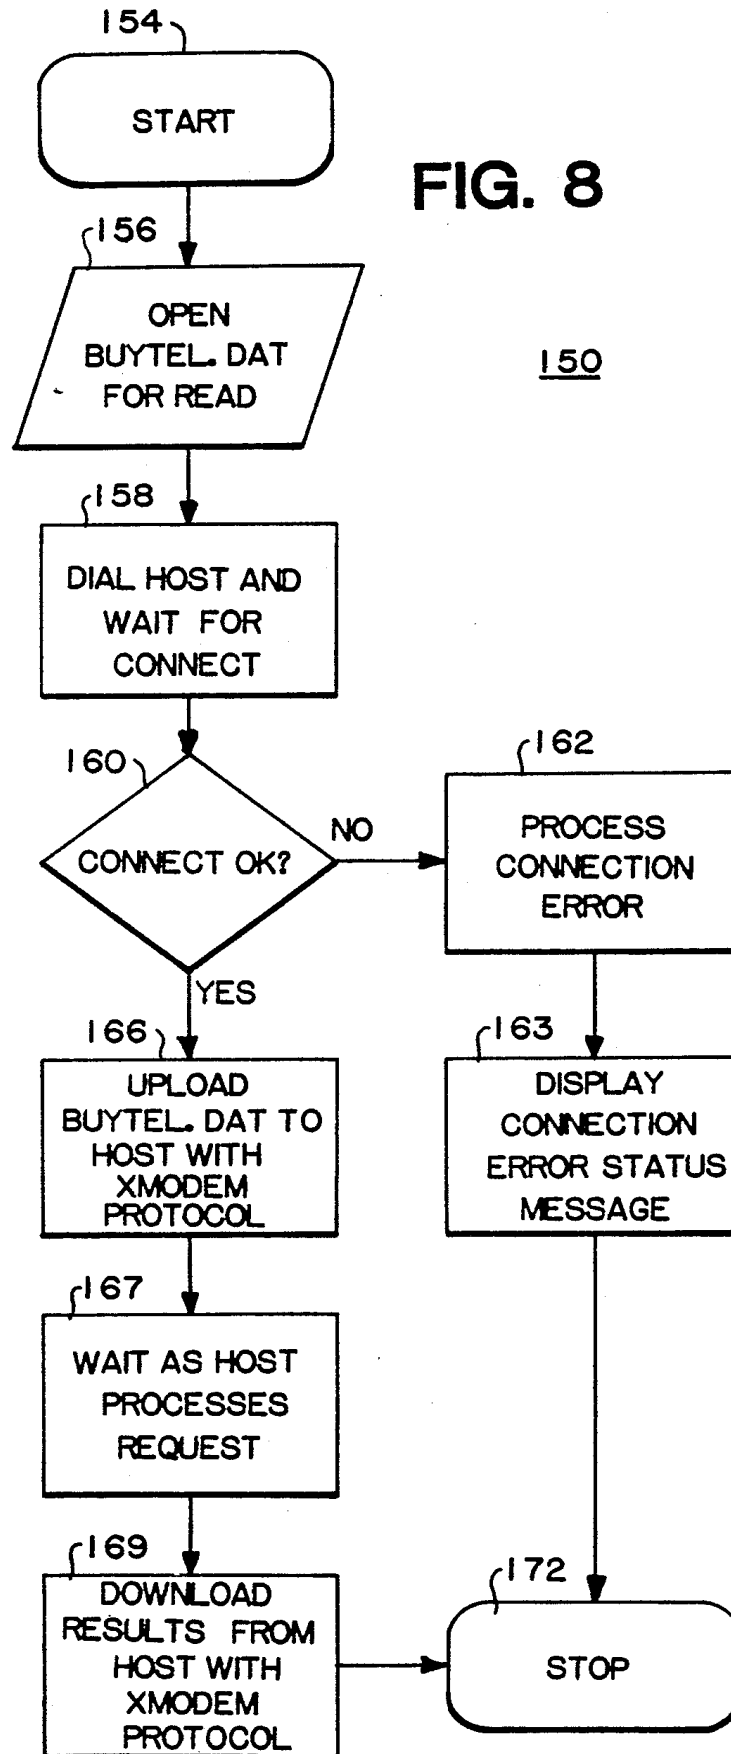 154
START
FIG. 8
156
OPEN
BUYTEL.DAT
FOR READ
150
158
DIAL HOST AND
WAIT FOR
CONNECT
160
CONNECT OK?
NO
YES
162
PROCESS
CONNECTION
ERROR
163
DISPLAY
CONNECTION
ERROR STATUS
MESSAGE
166
UPLOAD
BUYTEL.DAT TO
HOST WITH
XMODEM
PROTOCOL
167
WAIT AS HOST
PROCESSES
REQUEST
169
DOWNLOAD
RESULTS FROM
HOST WITH
XMODEM
PROTOCOL
172
STOP